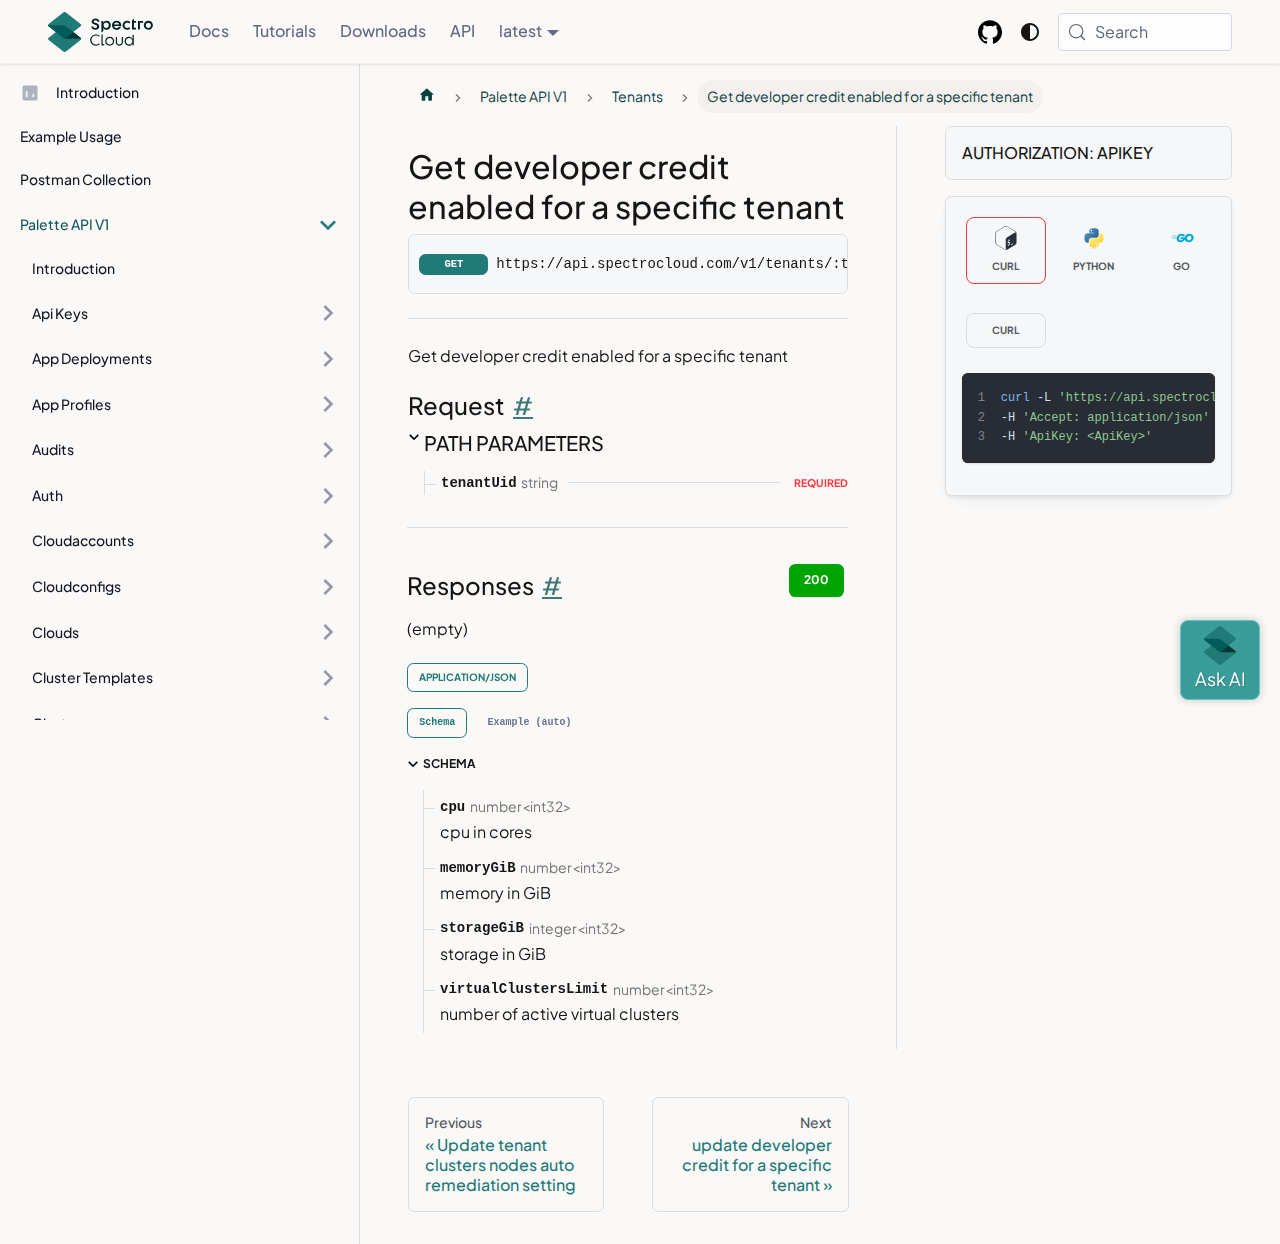 Spectro Cloud
Docs
Tutorials
Downloads
API
latest
Search
Introduction
Example Usage
Postman Collection
Palette API V1
Introduction
Api Keys
App Deployments
App Profiles
Audits
Auth
Cloudaccounts
Cloudconfigs
Clouds
Cluster Templates
Palette API V1
Tenants
Get developer credit enabled for a specific tenant
Get developer credit
enabled for a specific tenant
GET https://api.spectrocloud.com/v1/tenants/:t
Get developer credit enabled for a specific tenant
Request #
PATH PARAMETERS
tenantUid string REQUIRED
Responses #
200
(empty)
APPLICATION/JSON
Schema Example (auto)
SCHEMA
cpu number<int32>
cpu in cores
memoryGiB number<int32>
memory in GiB
storageGiB integer<int32>
storage in GiB
virtualClustersLimit number<int32>
number of active virtual clusters
Previous
« Update tenant
clusters nodes auto
remediation setting
Next
update developer
credit for a specific
tenant »
AUTHORIZATION: APIKEY
CURL
PYTHON
GO
CURL
1 curl -L 'https://api.spectrocl
2 -H 'Accept: application/json'
3 -H 'ApiKey: <ApiKey>'
Ask AI